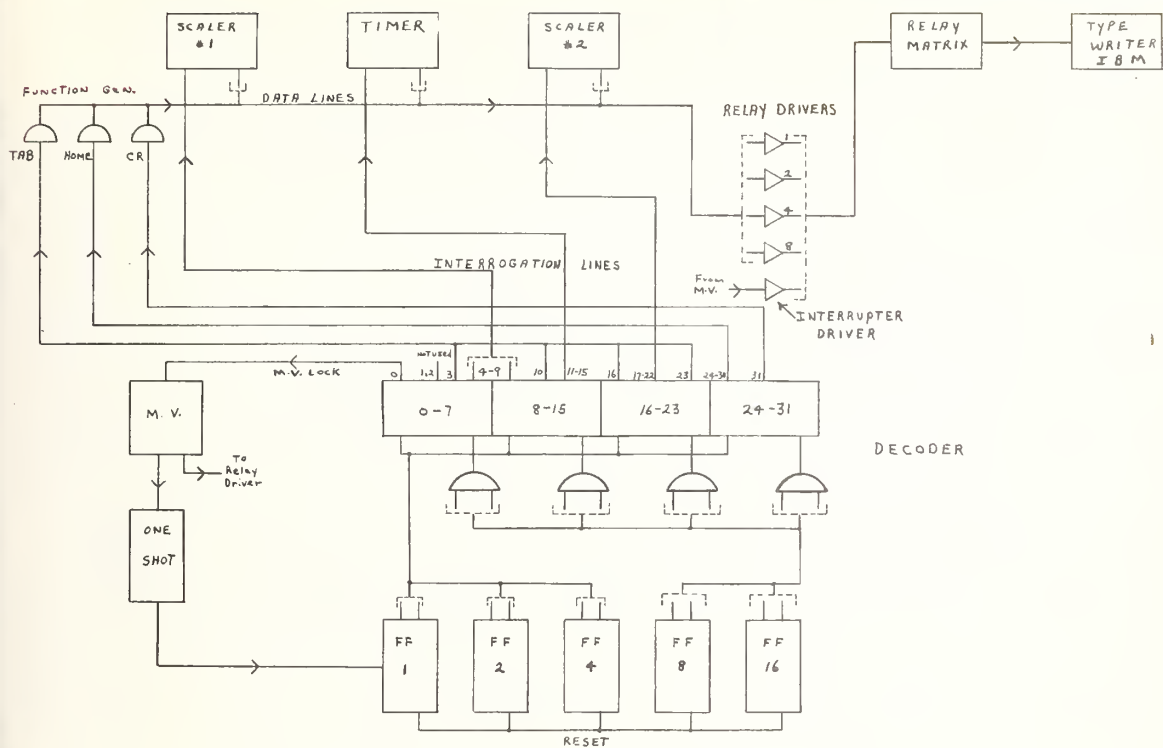 SCALER
#1
TIMER
SCALER
#2
RELAY
MATRIX
TYPE
WRITER
IBM
FUNCTION GEN.
DATA LINES
RELAY DRIVERS
TAB
HOME
CR
1
2
4
8
INTERROGATION LINES
From
M.V.
INTERRUPTER
DRIVER
M.V. LOCK
0
NOT USED
1,2
3
4-9
10
11-15
16
17-22
23
24-30
31
M.V.
0-7
8-15
16-23
24-31
DECODER
To
Relay
Driver
ONE
SHOT
FF
1
FF
2
FF
4
FF
8
FF
16
RESET